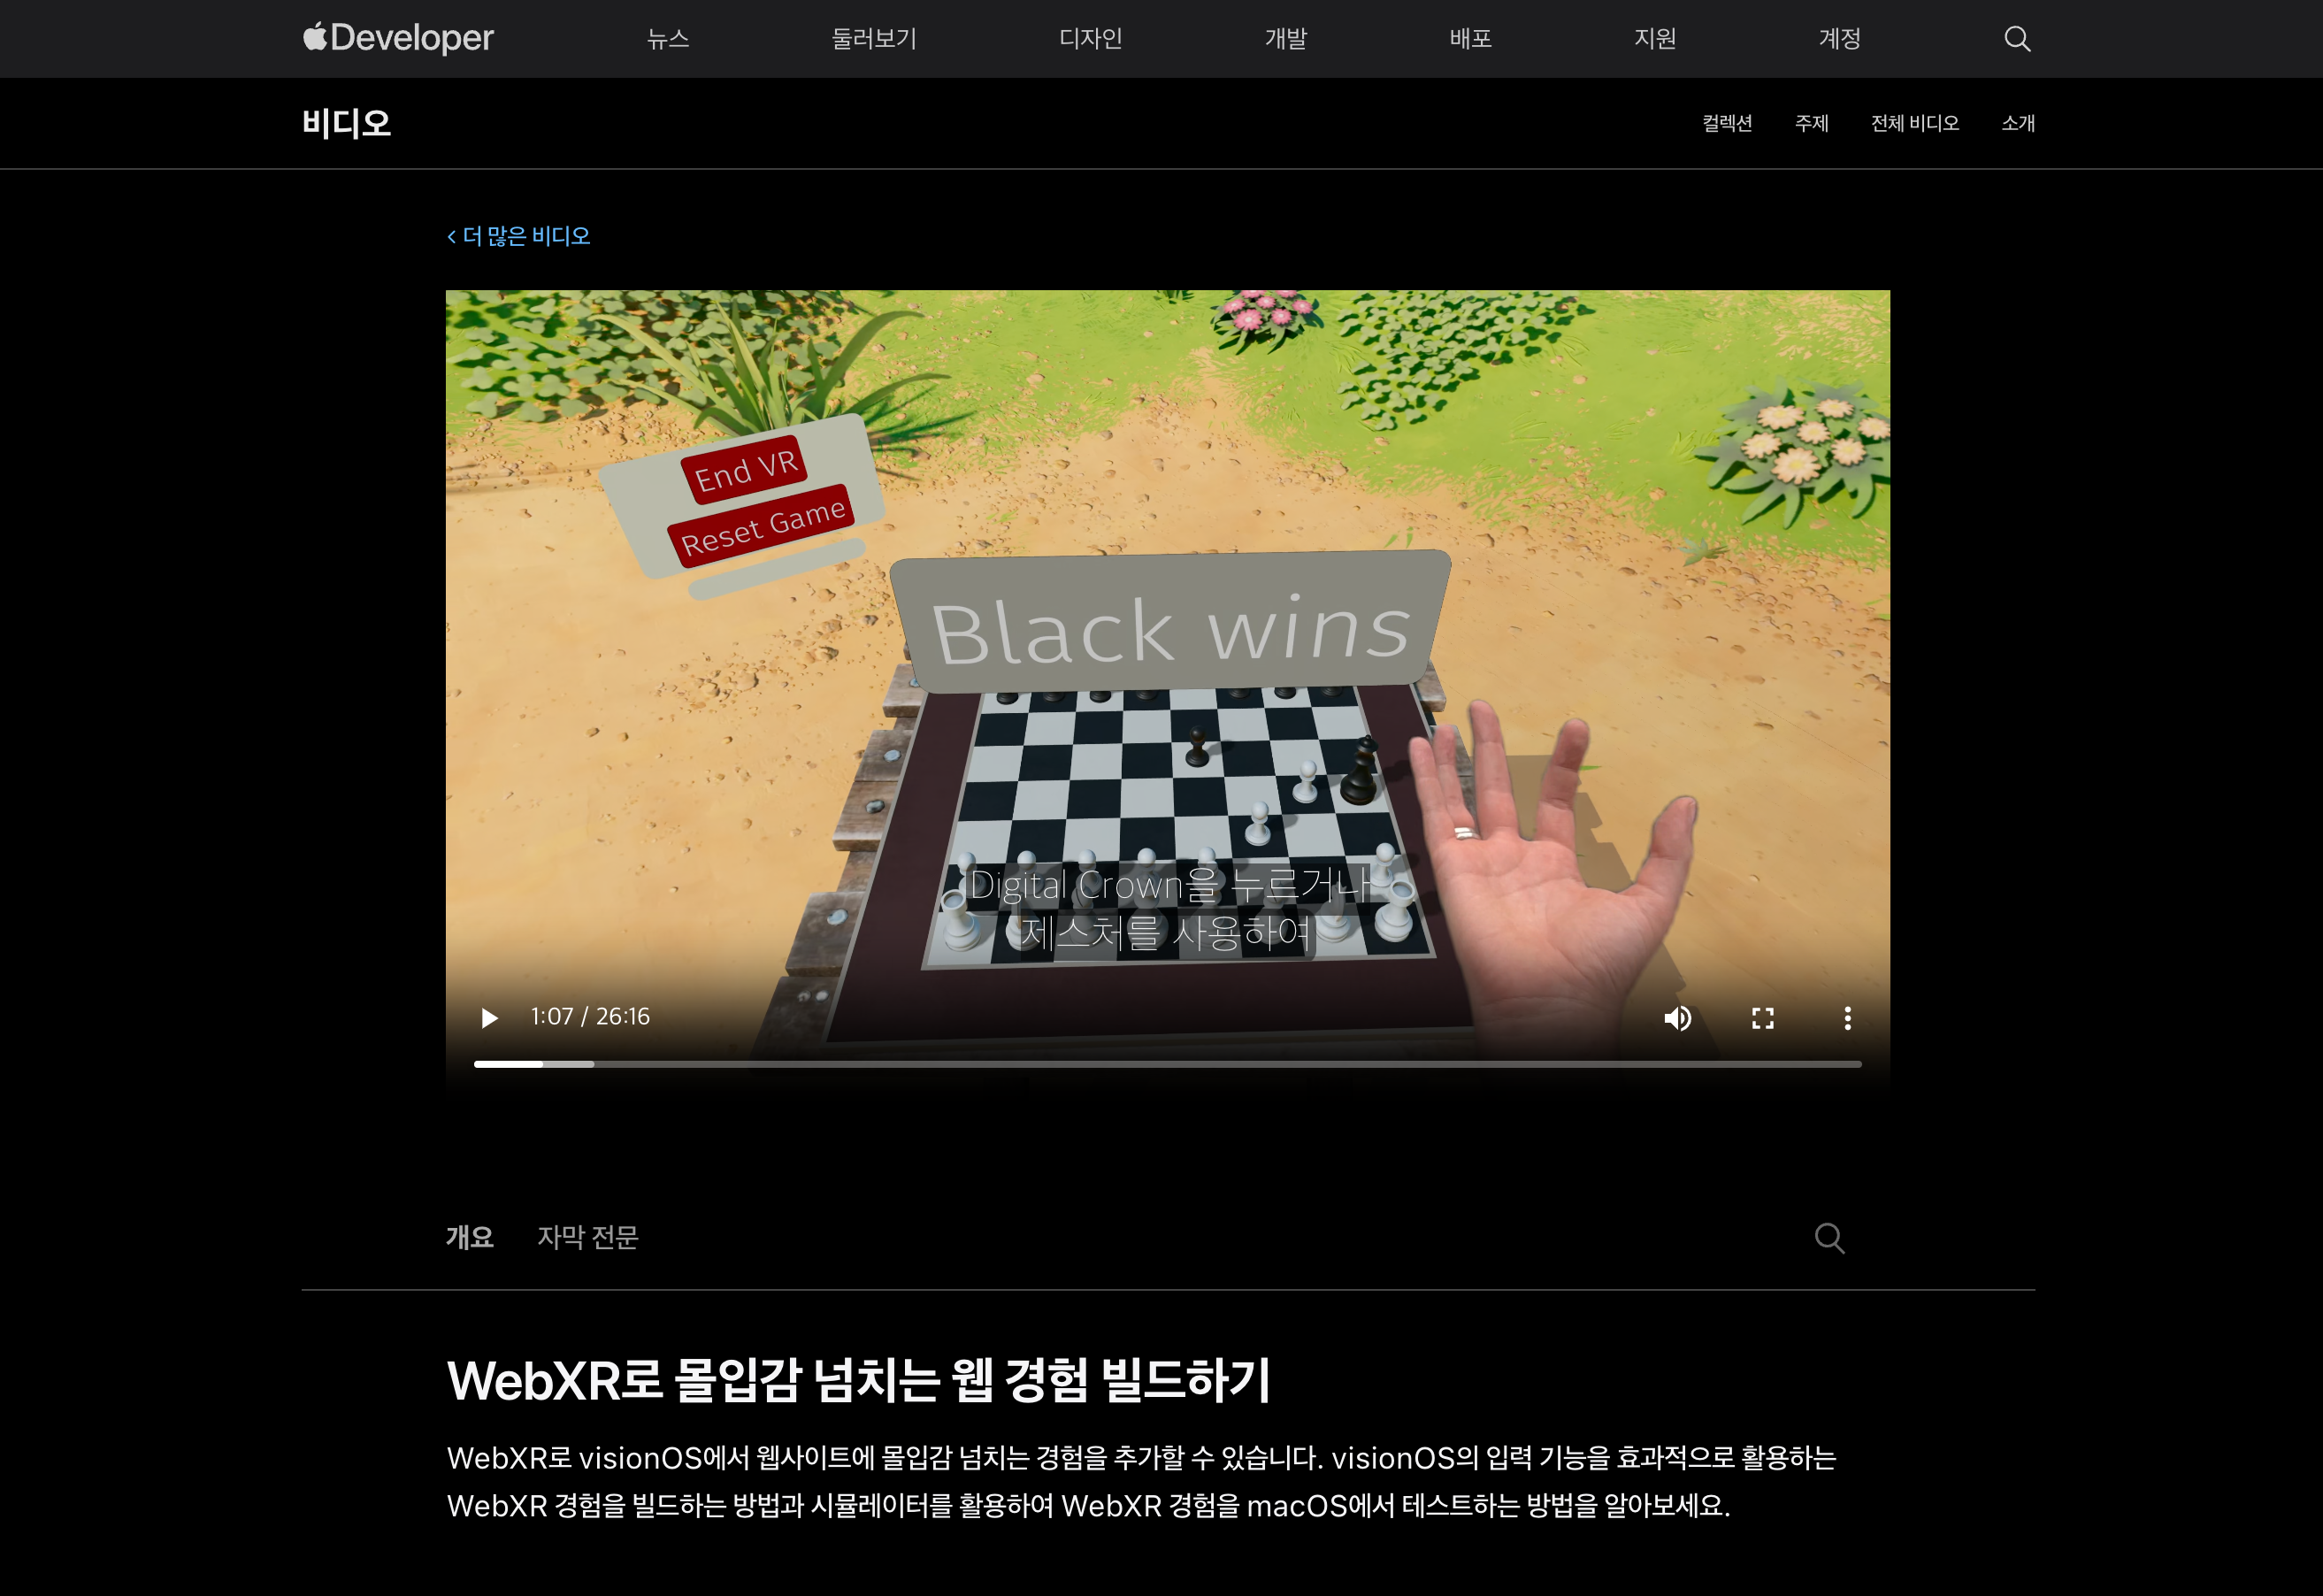 Developer
뉴스
둘러보기
디자인
개발
배포
지원
계정
비디오
컬렉션
주제
전체 비디오
소개
더 많은 비디오
End VR
Reset Game
Black wins
Digital Crown을 누르거나
제스처를 사용하여
1:07 / 26:16
개요
자막 전문
WebXR로 몰입감 넘치는 웹 경험 빌드하기
WebXR로 visionOS에서 웹사이트에 몰입감 넘치는 경험을 추가할 수 있습니다. visionOS의 입력 기능을 효과적으로 활용하는
WebXR 경험을 빌드하는 방법과 시뮬레이터를 활용하여 WebXR 경험을 macOS에서 테스트하는 방법을 알아보세요.